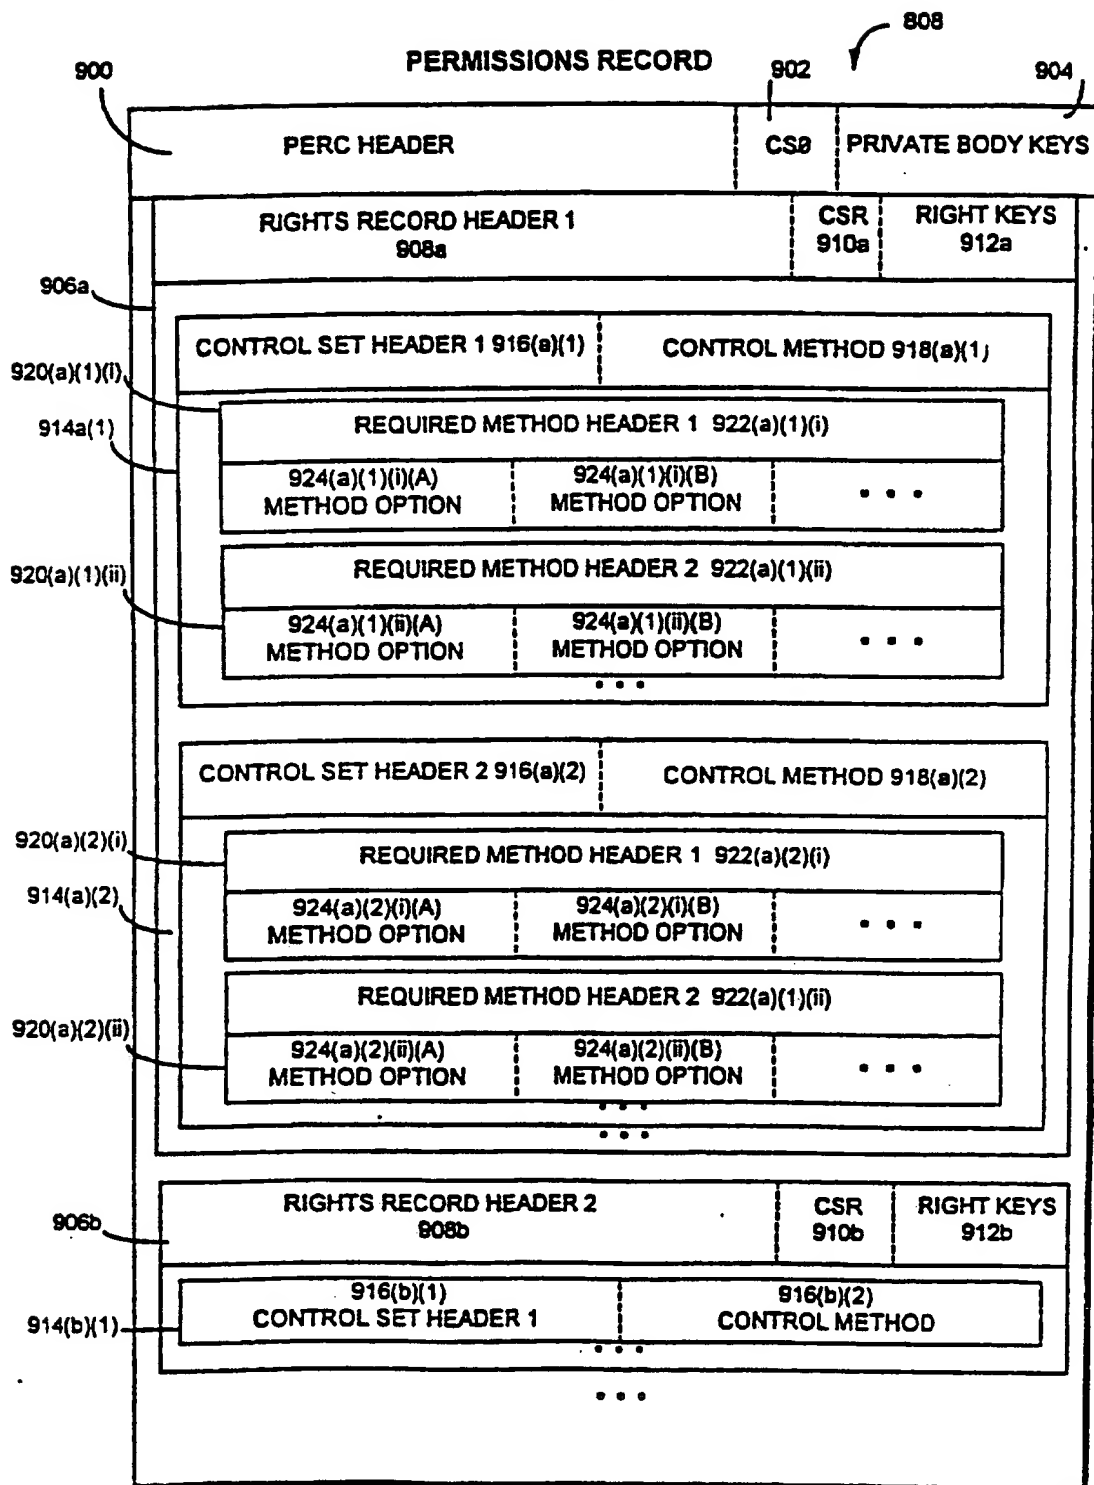 808
PERMISSIONS RECORD
900
902
904
PERC HEADER
CS0
PRIVATE BODY KEYS
RIGHTS RECORD HEADER 1
908a
CSR
910a
RIGHT KEYS
912a
906a
CONTROL SET HEADER 1 916(a)(1)
CONTROL METHOD 918(a)(1)
920(a)(1)(i)
REQUIRED METHOD HEADER 1 922(a)(1)(i)
914a(1)
924(a)(1)(i)(A)
METHOD OPTION
924(a)(1)(i)(B)
METHOD OPTION
• • •
920(a)(1)(ii)
REQUIRED METHOD HEADER 2 922(a)(1)(ii)
924(a)(1)(ii)(A)
METHOD OPTION
924(a)(1)(ii)(B)
METHOD OPTION
• • •
• • •
CONTROL SET HEADER 2 916(a)(2)
CONTROL METHOD 918(a)(2)
920(a)(2)(i)
REQUIRED METHOD HEADER 1 922(a)(2)(i)
914(a)(2)
924(a)(2)(i)(A)
METHOD OPTION
924(a)(2)(i)(B)
METHOD OPTION
• • •
REQUIRED METHOD HEADER 2 922(a)(1)(ii)
920(a)(2)(ii)
924(a)(2)(ii)(A)
METHOD OPTION
924(a)(2)(ii)(B)
METHOD OPTION
• • •
• • •
• • •
RIGHTS RECORD HEADER 2
908b
CSR
910b
RIGHT KEYS
912b
906b
916(b)(1)
CONTROL SET HEADER 1
916(b)(2)
CONTROL METHOD
914(b)(1)
• • •
• • •